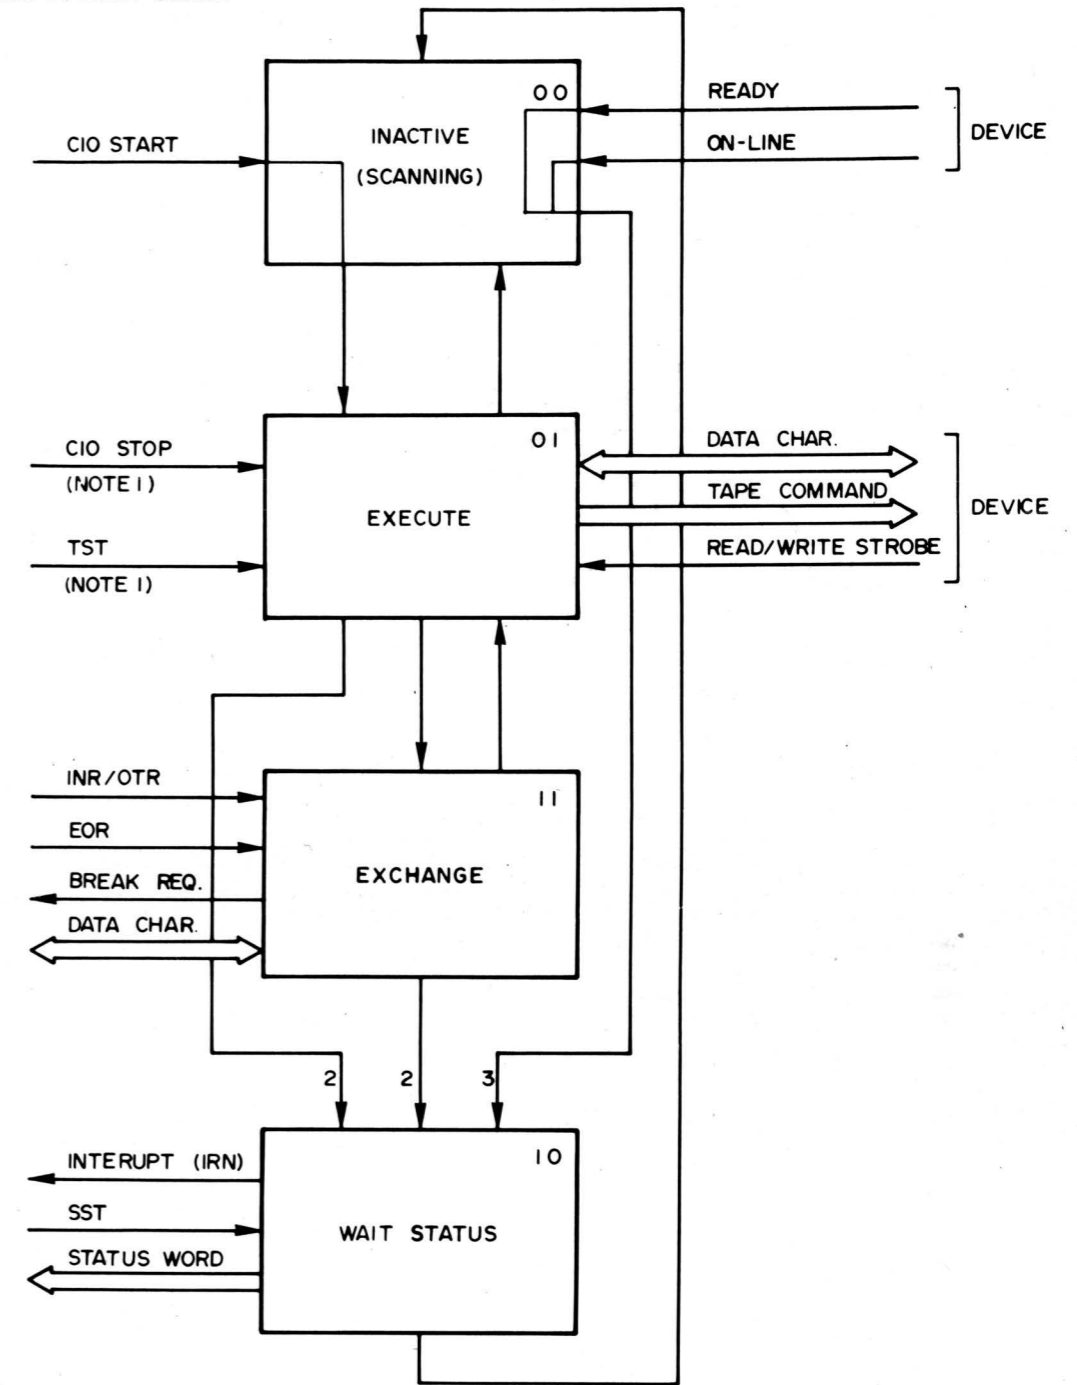 00
READY
CIO START
INACTIVE
(SCANNING)
ON-LINE
DEVICE
CIO STOP
(NOTE 1)
TST
(NOTE 1)
01
EXECUTE
DATA CHAR.
TAPE COMMAND
READ/WRITE STROBE
DEVICE
INR/OTR
EOR
BREAK REQ.
DATA CHAR.
11
EXCHANGE
2
2
3
INTERUPT (IRN)
SST
STATUS WORD
10
WAIT STATUS